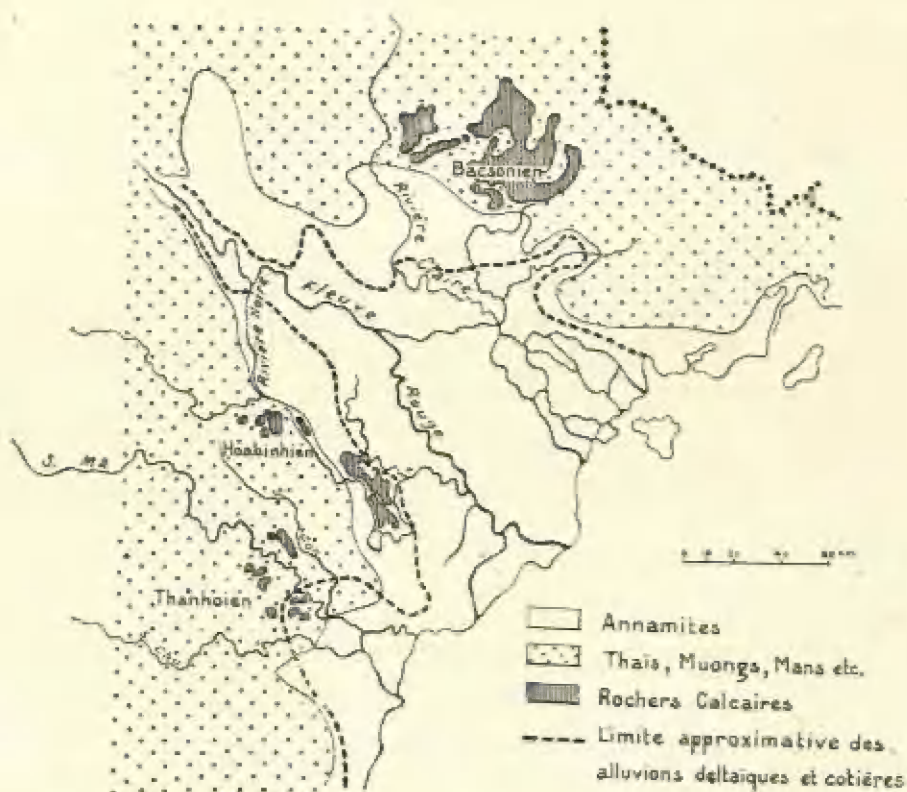 Bacsonien
Rivière Claire
Fleuve Rouge
Rivière Noire
Hoabinhien
S. Ma
Thanhoien
Annamites
Thaïs, Muongs, Mans etc.
Rochers Calcaires
Limite approximative des
alluvions deltaïques et cotières